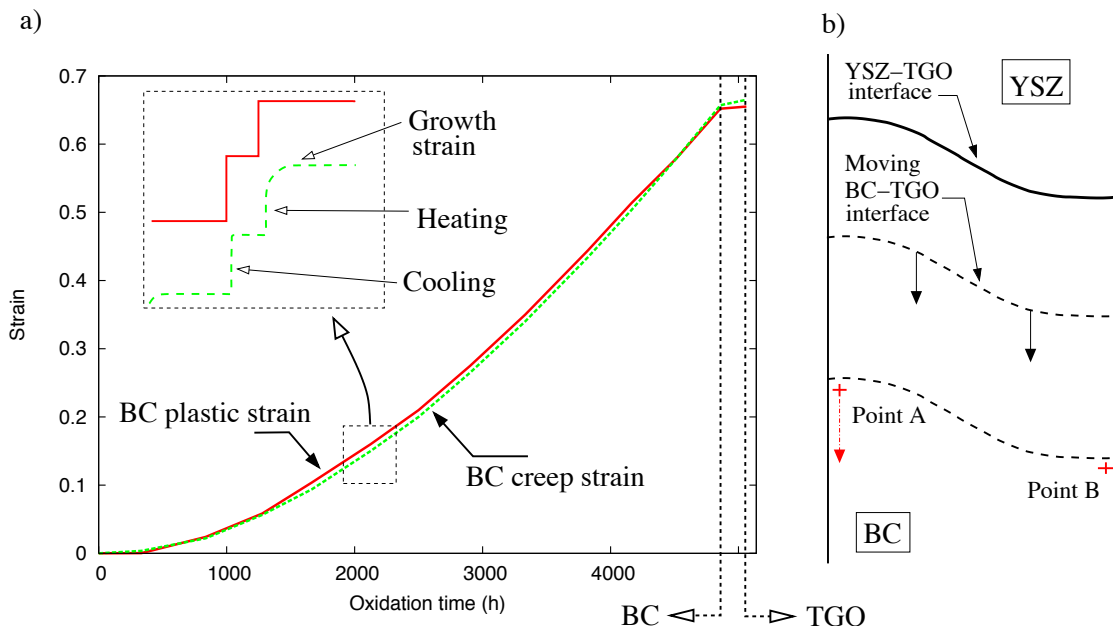 a)
b)
0.7
0.6
0.5
0.4
0.3
0.2
0.1
0
Strain
0
1000
2000
3000
4000
Oxidation time (h)
Growth
strain
Heating
Cooling
BC plastic strain
BC creep strain
BC
TGO
YSZ–TGO
interface
YSZ
Moving
BC–TGO
interface
Point A
Point B
BC